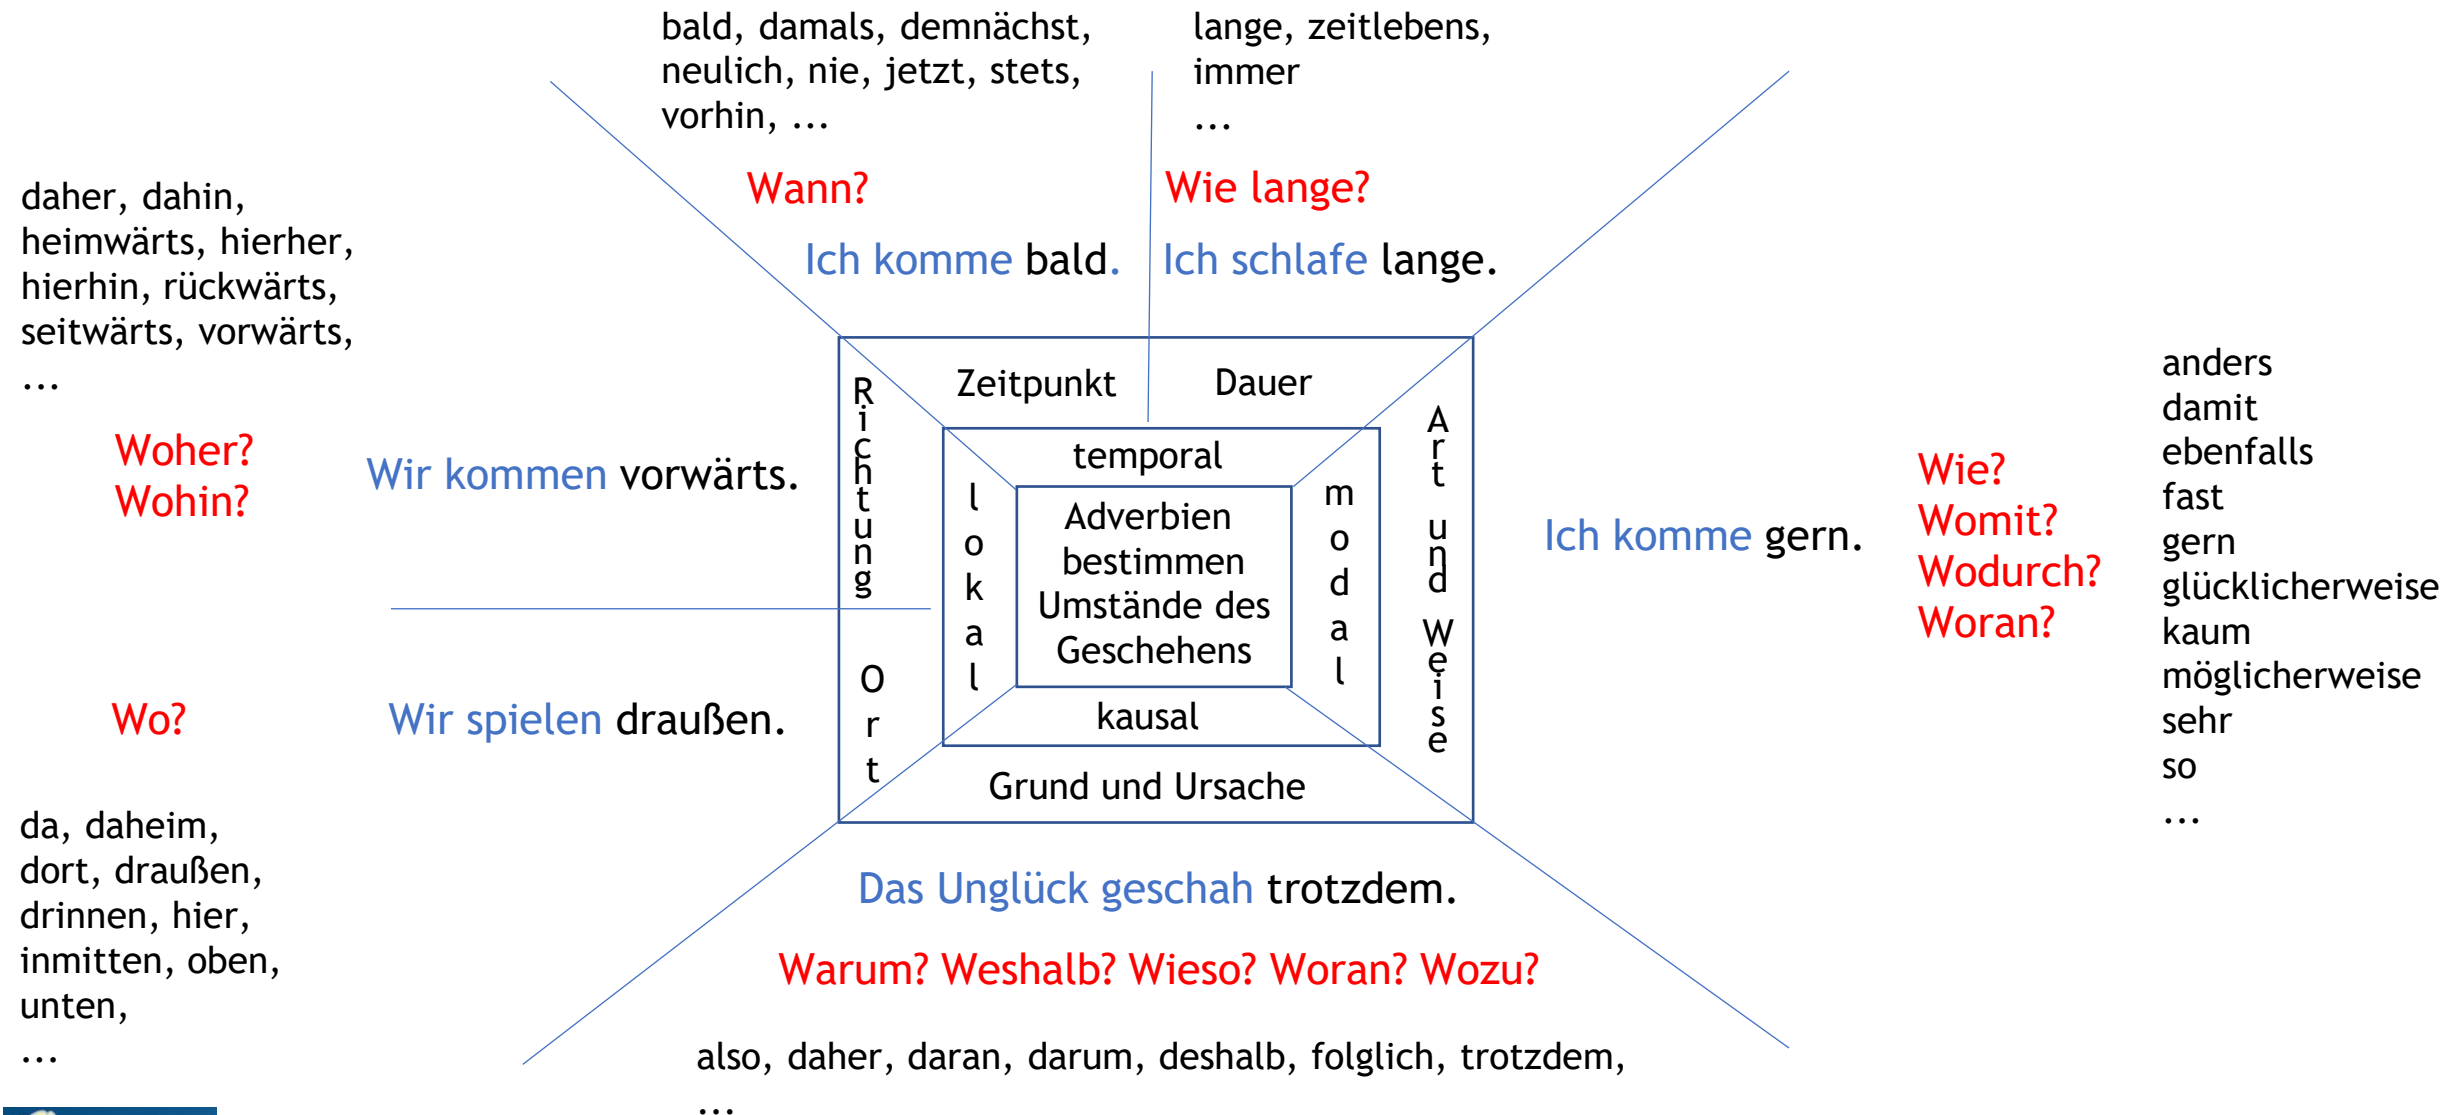 bald, damals, demnächst,
neulich, nie, jetzt, stets,
vorhin, ...
lange, zeitlebens,
immer
...
Wann?
Wie lange?
Ich komme bald.
Ich schlafe lange.
daher, dahin,
heimwärts, hierher,
hierhin, rückwärts,
seitwärts, vorwärts,
...
Woher?
Wohin?
Wir kommen vorwärts.
Richtung
Zeitpunkt
Dauer
temporal
lokal
Adverbien
bestimmen
Umstände des
Geschehens
modal
Art und Weise
Ich komme gern.
Wie?
Womit?
Wodurch?
Woran?
anders
damit
ebenfalls
fast
gern
glücklicherweise
kaum
möglicherweise
sehr
so
...
Wo?
Wir spielen draußen.
Ort
kausal
Grund und Ursache
da, daheim,
dort, draußen,
drinnen, hier,
inmitten, oben,
unten,
...
Das Unglück geschah trotzdem.
Warum? Weshalb? Wieso? Woran? Wozu?
also, daher, daran, darum, deshalb, folglich, trotzdem,
...